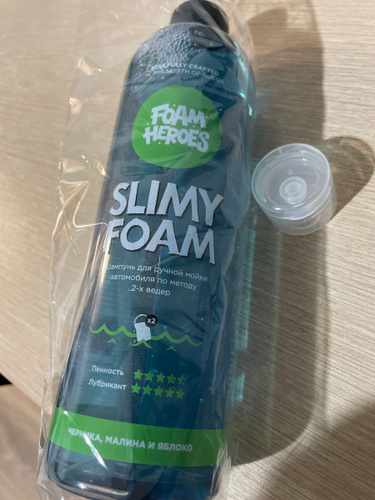 FOAM
HEROES
SLIMY
FOAM
Шампунь для ручной мойки
автомобиля по методу
2-х ведер
x2
Пенность
Лубрикант
ЧЕРНИКА, МАЛИНА И ЯБЛОКО